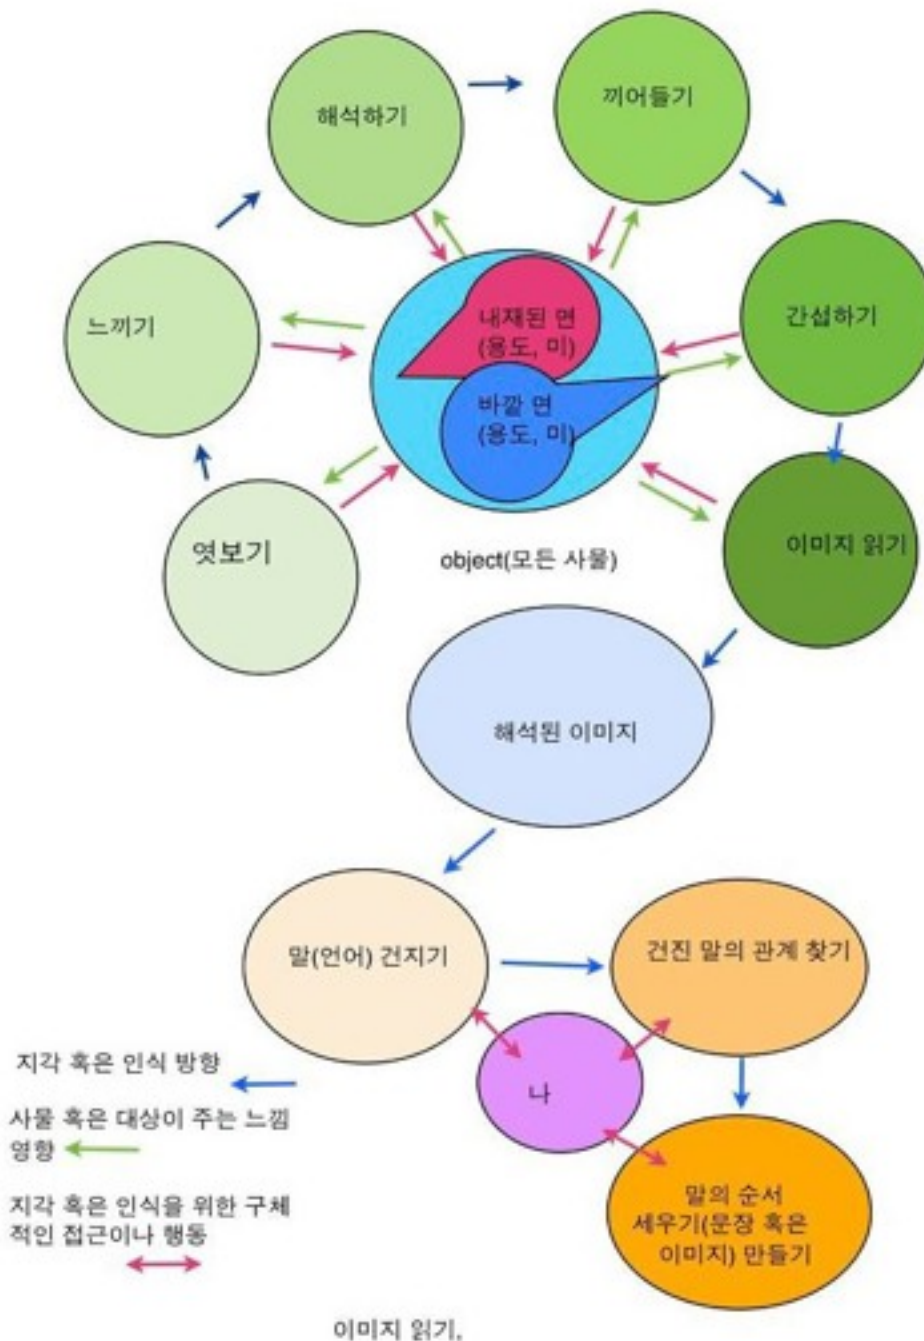 해석하기
끼어들기
느끼기
내재된 면
(용도, 미)
간섭하기
바깥 면
(용도, 미)
엿보기
이미지 읽기
object(모든 사물)
해석된 이미지
말(언어) 건지기
건진 말의 관계 찾기
나
지각 혹은 인식 방향
사물 혹은 대상이 주는 느낌
영향
지각 혹은 인식을 위한 구체
적인 접근이나 행동
말의 순서
세우기(문장 혹은
이미지) 만들기
이미지 읽기,